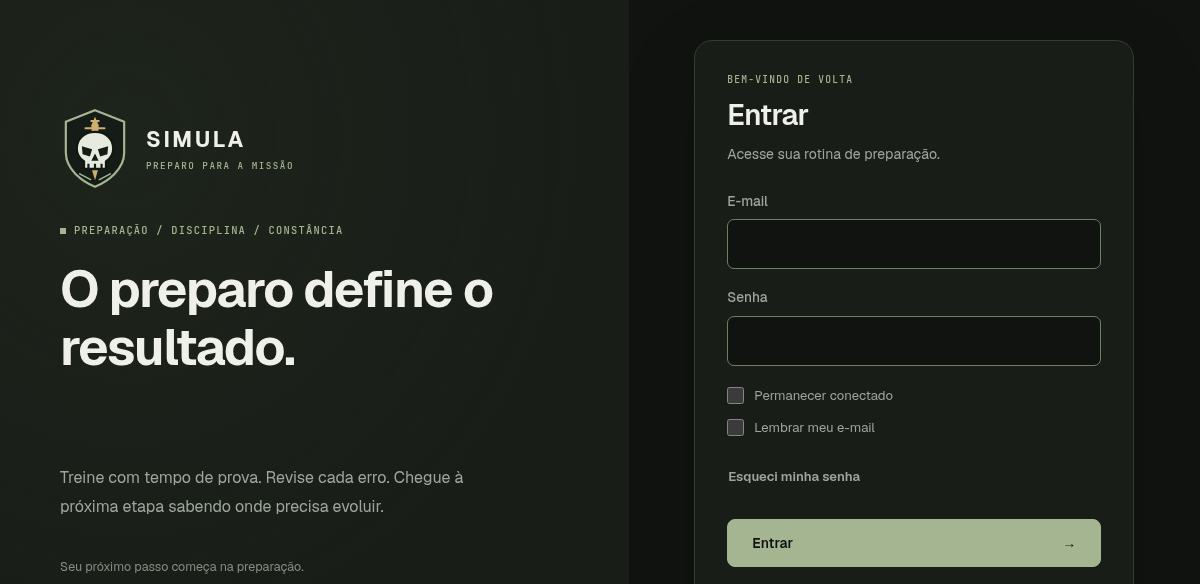 SIMULA
PREPARO PARA A MISSÃO
PREPARAÇÃO / DISCIPLINA / CONSTÂNCIA
O preparo define o
resultado.
Treine com tempo de prova. Revise cada erro. Chegue à
próxima etapa sabendo onde precisa evoluir.
Seu próximo passo começa na preparação.
BEM-VINDO DE VOLTA
Entrar
Acesse sua rotina de preparação.
E-mail
Senha
Permanecer conectado
Lembrar meu e-mail
Esqueci minha senha
Entrar →